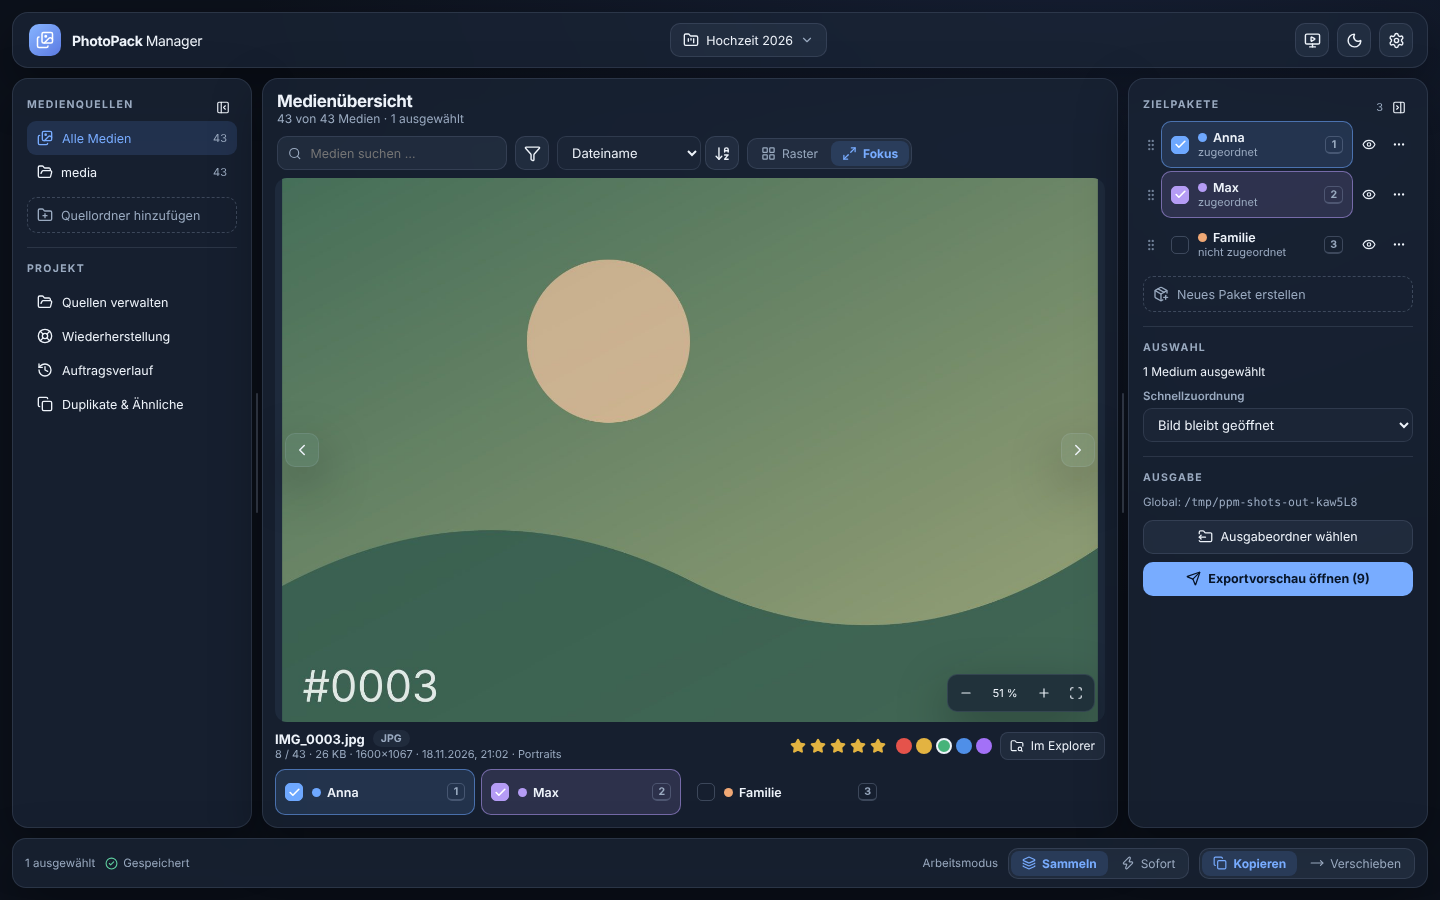 PhotoPack Manager
Hochzeit 2026
MEDIENQUELLEN
Alle Medien 43
media 43
Quellordner hinzufügen
PROJEKT
Quellen verwalten
Wiederherstellung
Auftragsverlauf
Duplikate & Ähnliche
Medienübersicht
43 von 43 Medien · 1 ausgewählt
Medien suchen ...
Dateiname
Raster
Fokus
#0003
51 %
IMG_0003.jpg JPG
8 / 43 · 26 KB · 1600×1067 · 18.11.2026, 21:02 · Portraits
Im Explorer
Anna 1
Max 2
Familie 3
ZIELPAKETE 3
Anna 1
zugeordnet
Max 2
zugeordnet
Familie 3
nicht zugeordnet
Neues Paket erstellen
AUSWAHL
1 Medium ausgewählt
Schnellzuordnung
Bild bleibt geöffnet
AUSGABE
Global: /tmp/ppm-shots-out-kaw5L8
Ausgabeordner wählen
Exportvorschau öffnen (9)
1 ausgewählt Gespeichert
Arbeitsmodus Sammeln Sofort Kopieren Verschieben